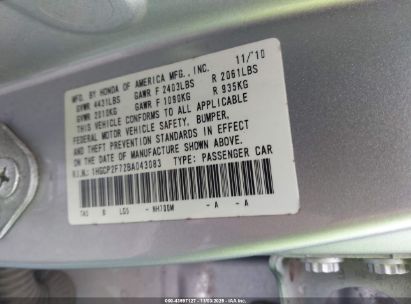 MFD. BY HONDA OF AMERICA MFG., INC. 11/'10
GVWR 4431LBS GAWR F 2403LBS R 2061LBS
GVWR 2010KG GAWR F 1090KG R 935KG
THIS VEHICLE CONFORMS TO ALL APPLICABLE
FEDERAL MOTOR VEHICLE SAFETY, BUMPER,
AND THEFT PREVENTION STANDARDS IN EFFECT
ON THE DATE OF MANUFACTURE SHOWN ABOVE.
V.I.N.: 1HGCP2F72BA043083 TYPE: PASSENGER CAR
NH700M - A - A